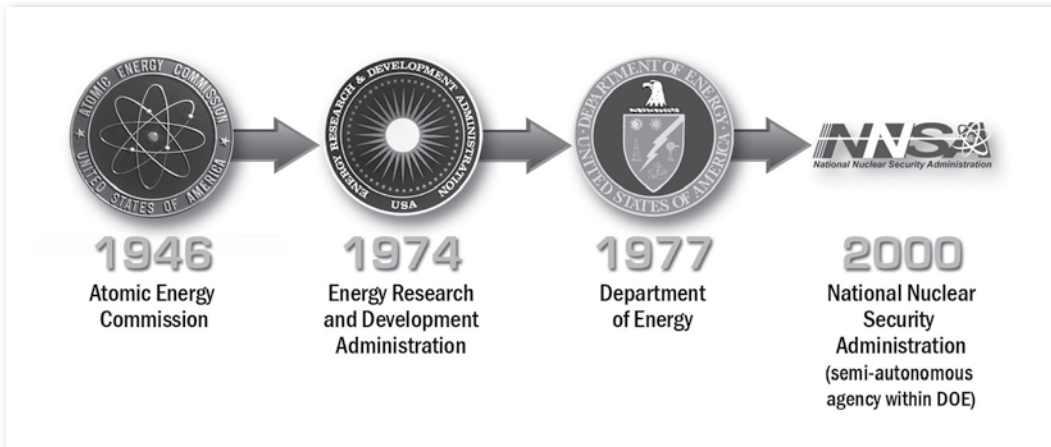 ATOMIC ENERGY COMMISSION
UNITED STATES OF AMERICA
ENERGY RESEARCH & DEVELOPMENT ADMINISTRATION
USA
DEPARTMENT OF ENERGY
UNITED STATES OF AMERICA
NNSA
National Nuclear Security Administration
1946
Atomic Energy
Commission
1974
Energy Research
and Development
Administration
1977
Department
of Energy
2000
National Nuclear
Security
Administration
(semi-autonomous
agency within DOE)